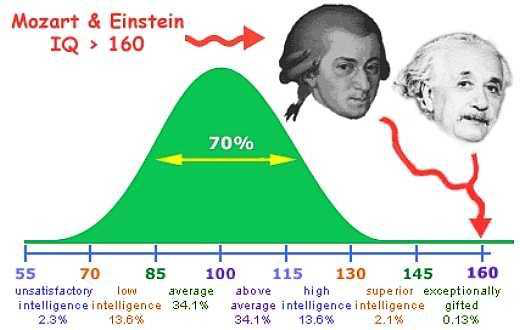 Mozart & Einstein
IQ > 160
70%
55 70 85 100 115 130 145 160
unsatisfactory low average above high superior exceptionally
intelligence intelligence 34.1% average intelligence intelligence gifted
2.3% 13.6% 34.1% 13.6% 2.1% 0.13%